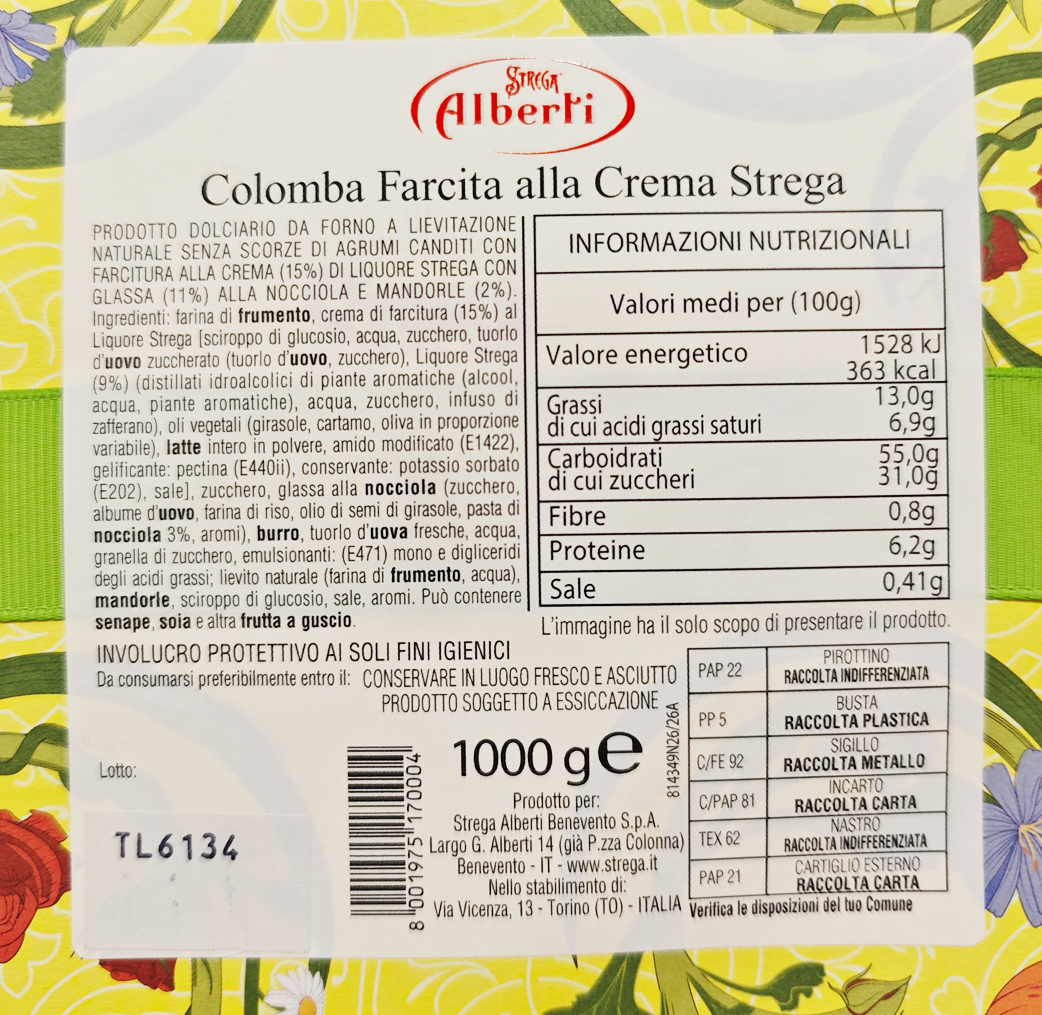 STREGA
Alberti
Colomba Farcita alla Crema Strega
PRODOTTO DOLCIARIO DA FORNO A LIEVITAZIONE
NATURALE SENZA SCORZE DI AGRUMI CANDITI CON
FARCITURA ALLA CREMA (15%) DI LIQUORE STREGA CON
GLASSA (11%) ALLA NOCCIOLA E MANDORLE (2%).
Ingredienti: farina di frumento, crema di farcitura (15%) al
Liquore Strega [sciroppo di glucosio, acqua, zucchero, tuorlo
d'uovo zuccherato (tuorlo d'uovo, zucchero), Liquore Strega
(9%) (distillati idroalcolici di piante aromatiche (alcool,
acqua, piante aromatiche), acqua, zucchero, infuso di
zafferano), oli vegetali (girasole, cartamo, oliva in proporzione
variabile), latte intero in polvere, amido modificato (E1422),
gelificante: pectina (E440ii), conservante: potassio sorbato
(E202), sale], zucchero, glassa alla nocciola (zucchero,
albume d'uovo, farina di riso, olio di semi di girasole, pasta di
nocciola 3%, aromi), burro, tuorlo d'uova fresche, acqua,
granella di zucchero, emulsionanti: (E471) mono e digliceridi
degli acidi grassi; lievito naturale (farina di frumento, acqua),
mandorle, sciroppo di glucosio, sale, aromi. Può contenere
senape, soia e altra frutta a guscio.
INFORMAZIONI NUTRIZIONALI
Valori medi per (100g)
Valore energetico 1528 kJ
363 kcal
Grassi 13,0g
di cui acidi grassi saturi 6,9g
Carboidrati 55,0g
di cui zuccheri 31,0g
Fibre 0,8g
Proteine 6,2g
Sale 0,41g
L'immagine ha il solo scopo di presentare il prodotto.
INVOLUCRO PROTETTIVO AI SOLI FINI IGIENICI
Da consumarsi preferibilmente entro il: CONSERVARE IN LUOGO FRESCO E ASCIUTTO
PRODOTTO SOGGETTO A ESSICCAZIONE
Lotto:
TL6134
8 001975 170004
1000 g e
814349N26/26A
Prodotto per:
Strega Alberti Benevento S.p.A.
Largo G. Alberti 14 (già P.zza Colonna)
Benevento - IT - www.strega.it
Nello stabilimento di:
Via Vicenza, 13 - Torino (TO) - ITALIA
PAP 22 PIROTTINO
RACCOLTA INDIFFERENZIATA
PP 5 BUSTA
RACCOLTA PLASTICA
C/FE 92 SIGILLO
RACCOLTA METALLO
C/PAP 81 INCARTO
RACCOLTA CARTA
TEX 62 NASTRO
RACCOLTA INDIFFERENZIATA
PAP 21 CARTIGLIO ESTERNO
RACCOLTA CARTA
Verifica le disposizioni del tuo Comune